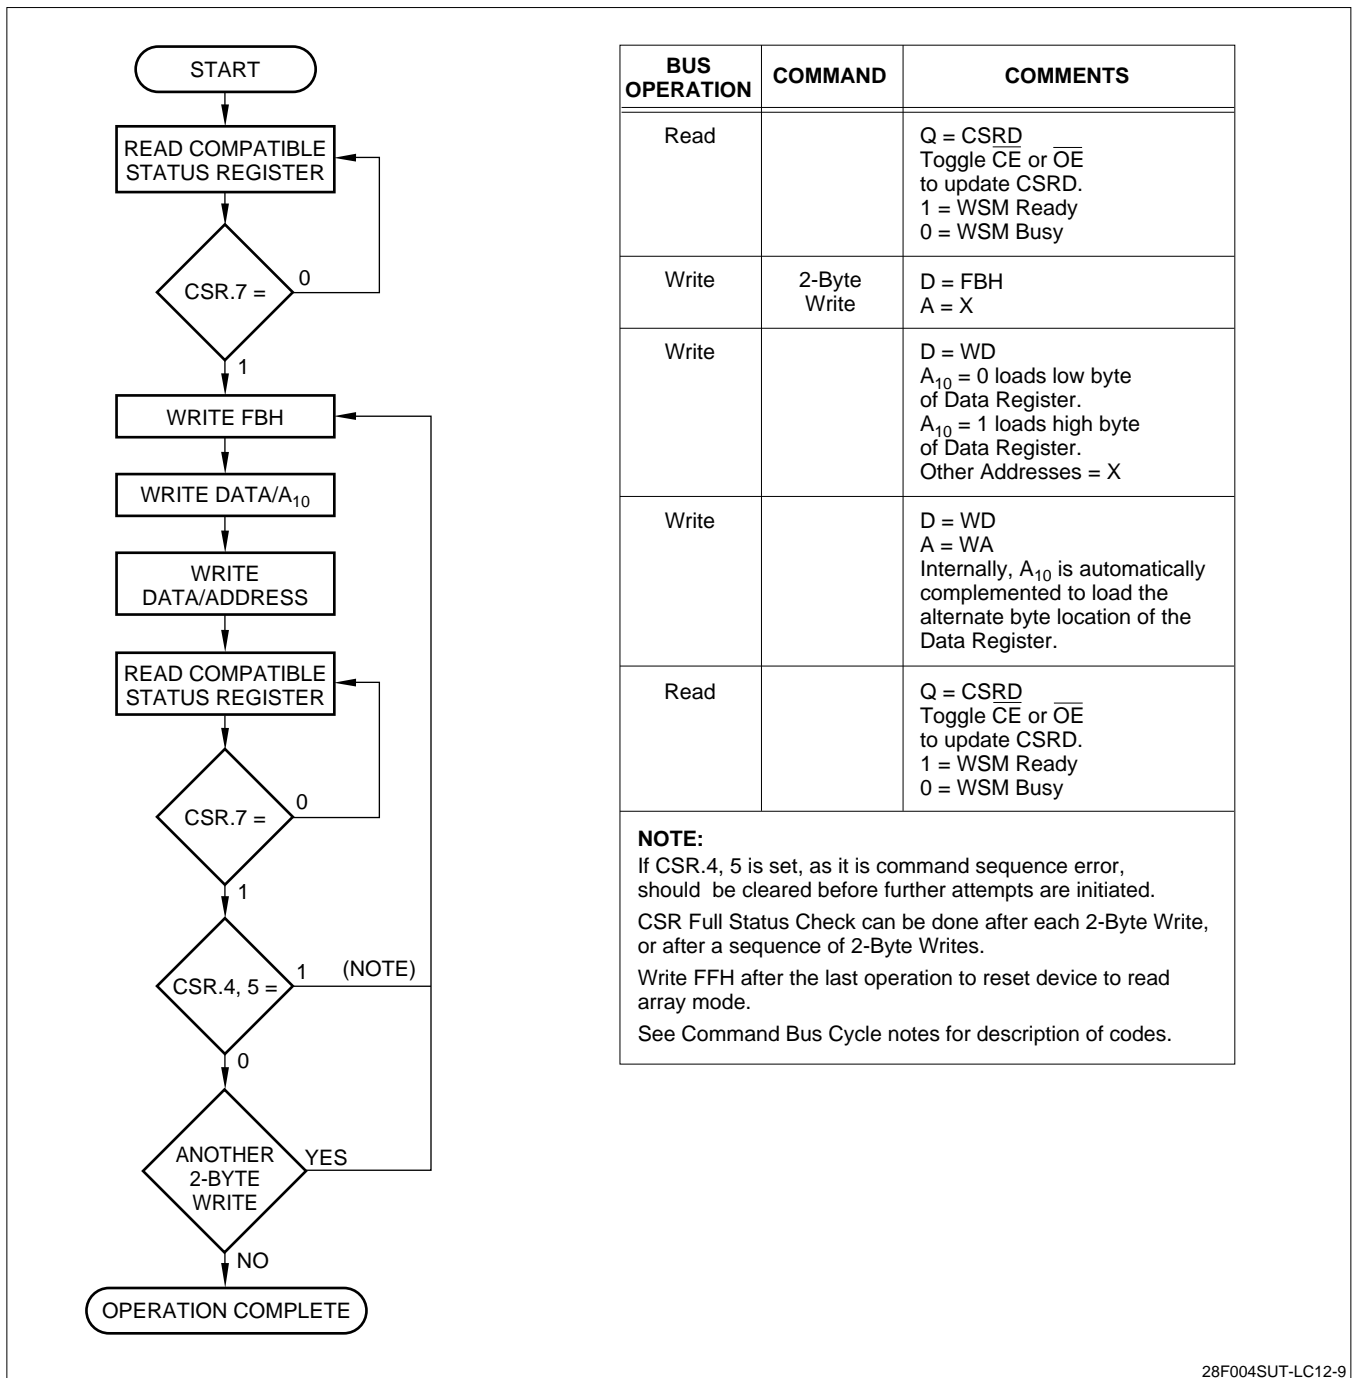 START
READ COMPATIBLE
STATUS REGISTER
CSR.7 =
0
1
WRITE FBH
WRITE DATA/A10
WRITE
DATA/ADDRESS
READ COMPATIBLE
STATUS REGISTER
CSR.7 =
0
1
CSR.4, 5 =
1
(NOTE)
0
ANOTHER
2-BYTE
WRITE
YES
NO
OPERATION COMPLETE
BUS
OPERATION
COMMAND
COMMENTS
Read
Q = CSRD
Toggle C̅E̅ or O̅E̅
to update CSRD.
1 = WSM Ready
0 = WSM Busy
Write
2-Byte
Write
D = FBH
A = X
Write
D = WD
A10 = 0 loads low byte
of Data Register.
A10 = 1 loads high byte
of Data Register.
Other Addresses = X
Write
D = WD
A = WA
Internally, A10 is automatically
complemented to load the
alternate byte location of the
Data Register.
Read
Q = CSRD
Toggle C̅E̅ or O̅E̅
to update CSRD.
1 = WSM Ready
0 = WSM Busy
NOTE:
If CSR.4, 5 is set, as it is command sequence error,
should be cleared before further attempts are initiated.
CSR Full Status Check can be done after each 2-Byte Write,
or after a sequence of 2-Byte Writes.
Write FFH after the last operation to reset device to read
array mode.
See Command Bus Cycle notes for description of codes.
28F004SUT-LC12-9